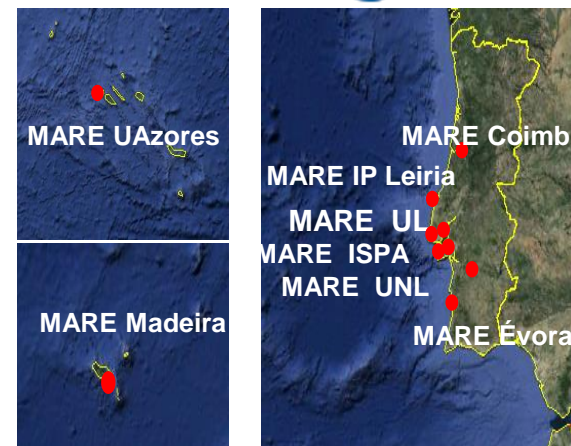 MARE UAzores
MARE Madeira
MARE Coimb
MARE IP Leiria
MARE UL
MARE ISPA
MARE UNL
MARE Évora